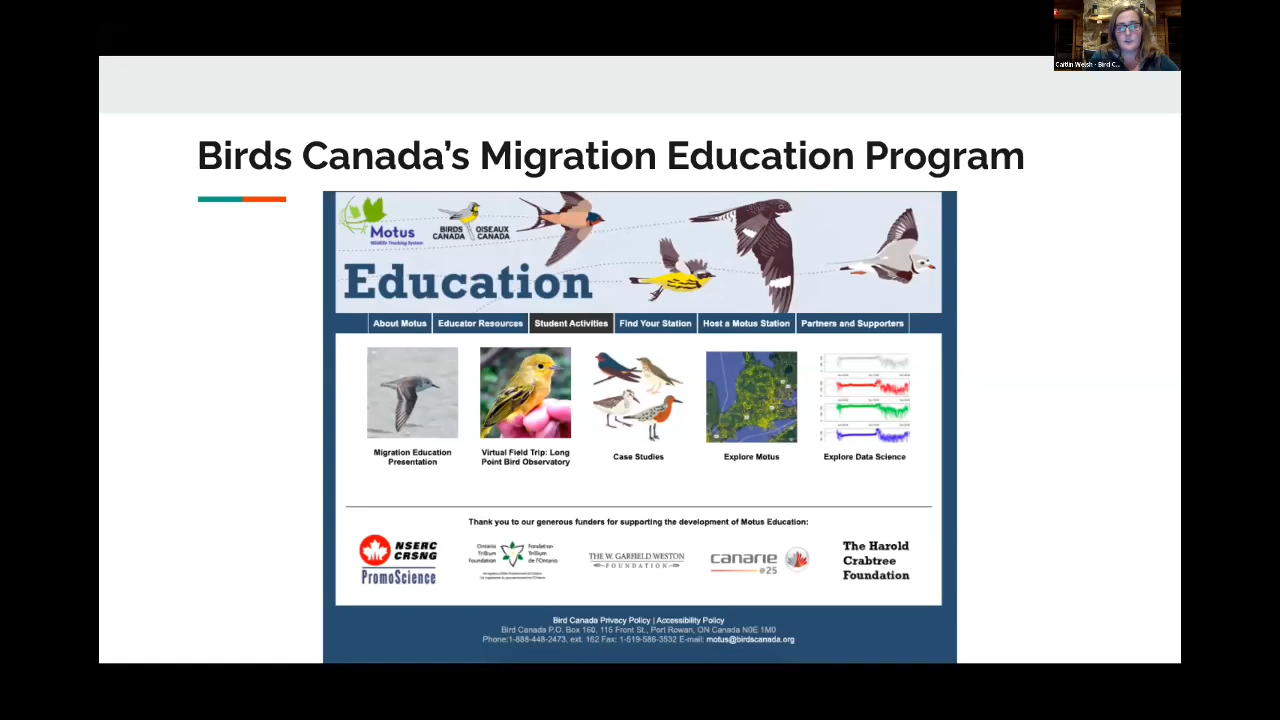 Caitlin Welsh - Bird C...
Birds Canada's Migration Education Program
Motus
Wildlife Tracking System
BIRDS OISEAUX
CANADA CANADA
Education
About Motus
Educator Resources
Student Activities
Find Your Station
Host a Motus Station
Partners and Supporters
Migration Education
Presentation
Virtual Field Trip: Long
Point Bird Observatory
Case Studies
Explore Motus
Explore Data Science
Thank you to our generous funders for supporting the development of Motus Education:
NSERC
CRSNG
PromoScience
Ontario
Trillium
Foundation
Fondation
Trillium
de l'Ontario
THE W. GARFIELD WESTON
FOUNDATION
canarie
@25
The Harold
Crabtree
Foundation
Bird Canada Privacy Policy | Accessibility Policy
Bird Canada P.O. Box 160, 115 Front St., Port Rowan, ON Canada N0E 1M0
Phone:1-888-448-2473, ext. 162 Fax: 1-519-586-3532 E-mail: motus@birdscanada.org